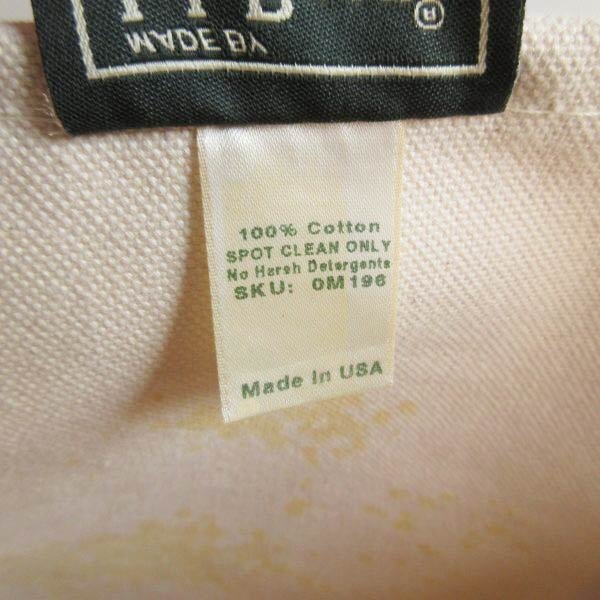 MADE BY
®
100% Cotton
SPOT CLEAN ONLY
No Harsh Detergents
SKU: 0M196
Made In USA